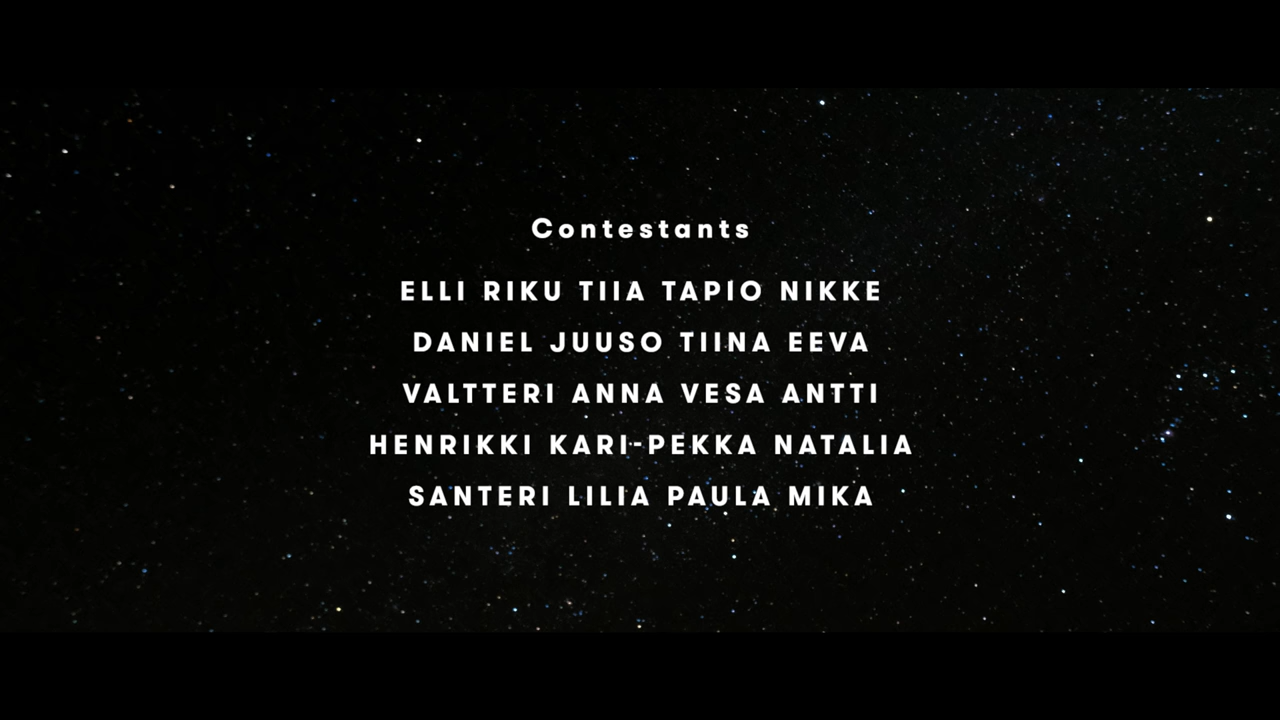 Contestants
ELLI RIKU TIIA TAPIO NIKKE
DANIEL JUUSO TIINA EEVA
VALTTERI ANNA VESA ANTTI
HENRIKKI KARI-PEKKA NATALIA
SANTERI LILIA PAULA MIKA